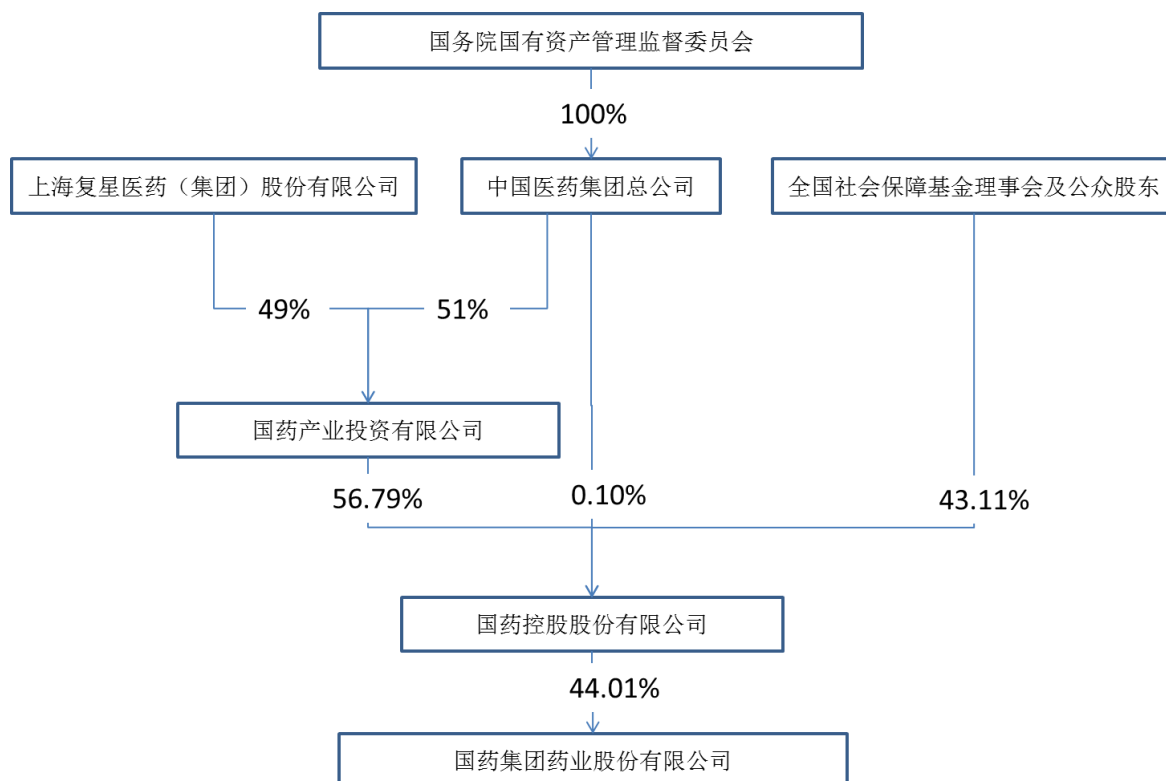 国务院国有资产管理监督委员会
100%
上海复星医药（集团）股份有限公司
中国医药集团总公司
全国社会保障基金理事会及公众股东
49%
51%
国药产业投资有限公司
56.79%
0.10%
43.11%
国药控股股份有限公司
44.01%
国药集团药业股份有限公司